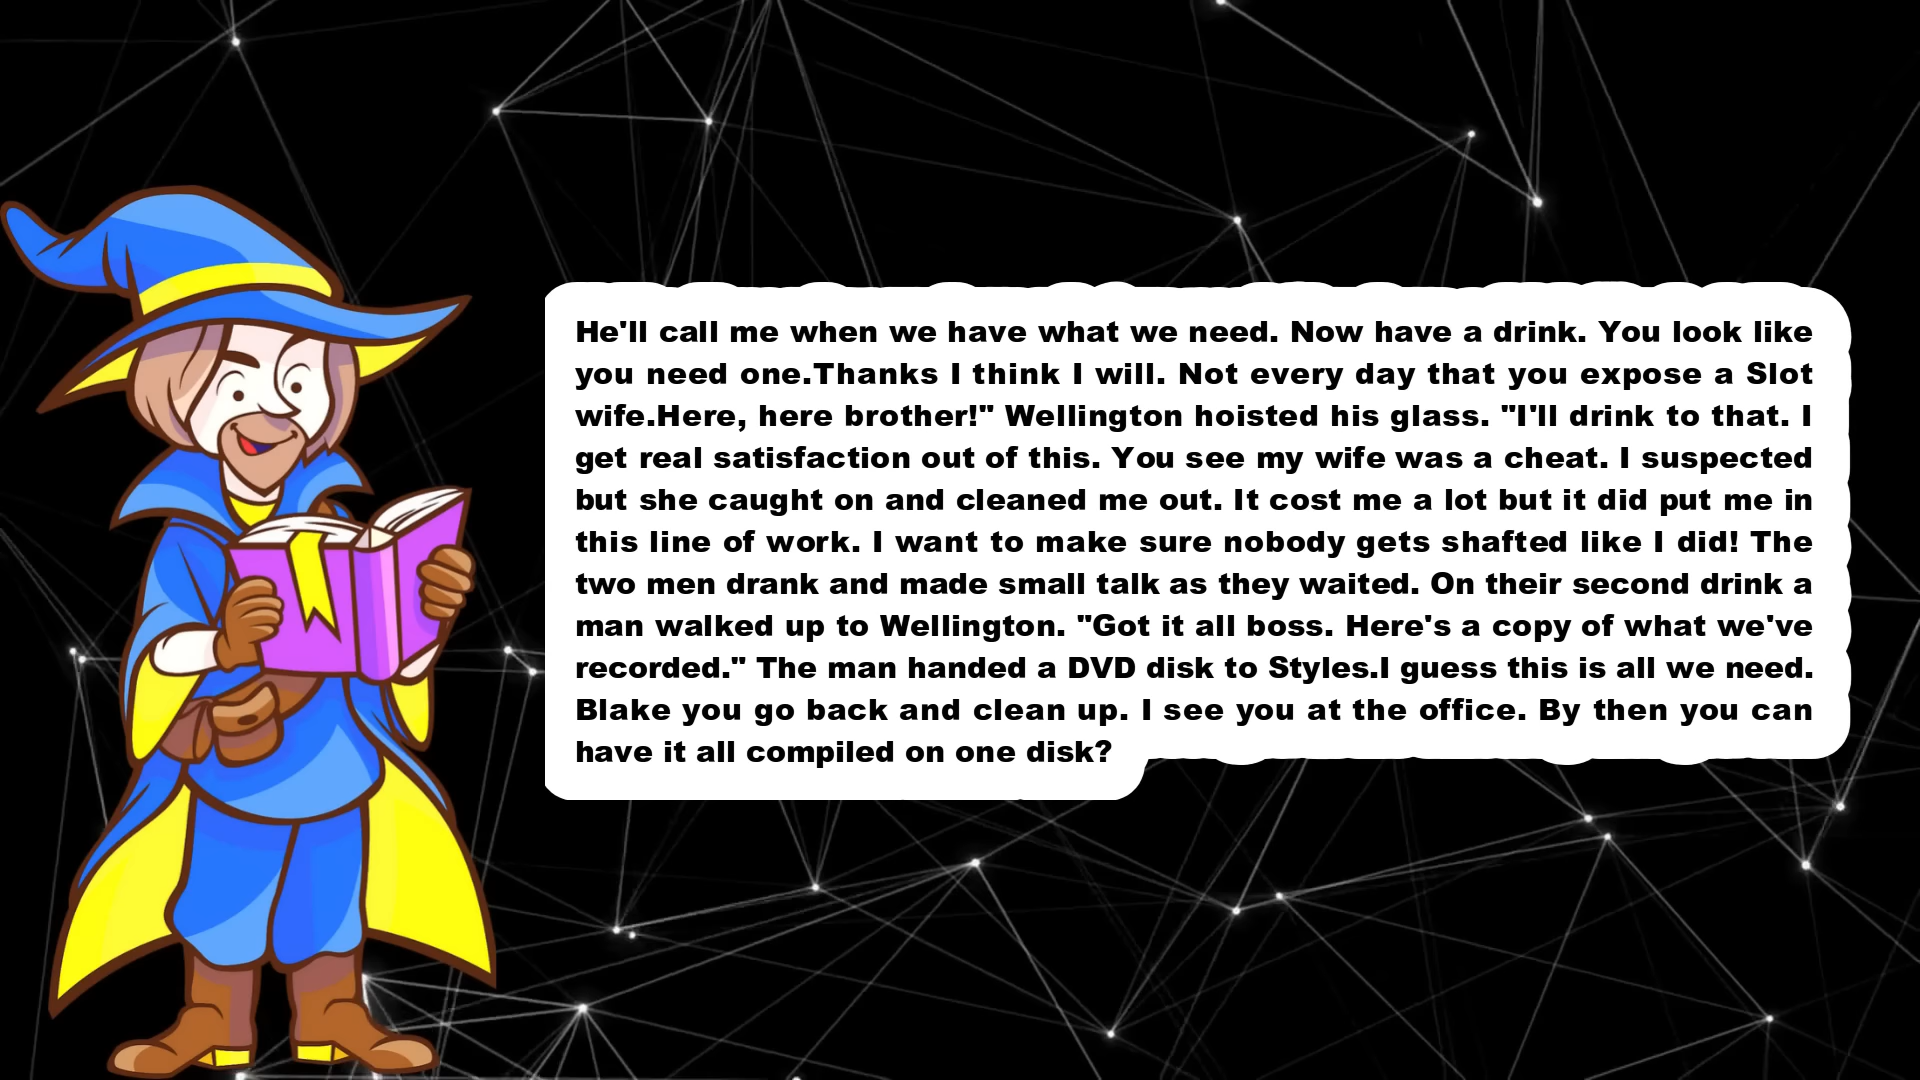 He'll call me when we have what we need. Now have a drink. You look like
you need one.Thanks I think I will. Not every day that you expose a Slot
wife.Here, here brother!" Wellington hoisted his glass. "I'll drink to that. I
get real satisfaction out of this. You see my wife was a cheat. I suspected
but she caught on and cleaned me out. It cost me a lot but it did put me in
this line of work. I want to make sure nobody gets shafted like I did! The
two men drank and made small talk as they waited. On their second drink a
man walked up to Wellington. "Got it all boss. Here's a copy of what we've
recorded." The man handed a DVD disk to Styles.I guess this is all we need.
Blake you go back and clean up. I see you at the office. By then you can
have it all compiled on one disk?